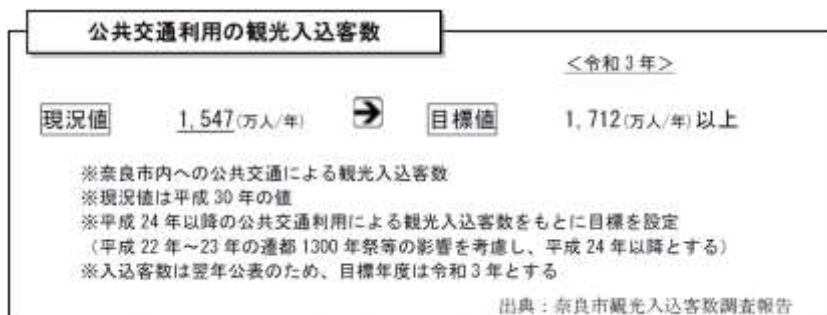 公共交通利用の観光入込客数
＜令和3年＞
現況値 1,547(万人/年) ➔ 目標値 1,712(万人/年)以上
※奈良市内への公共交通による観光入込客数
※現況値は平成30年の値
※平成24年以降の公共交通利用による観光入込客数をもとに目標を設定
（平成22年～23年の遷都1300年祭等の影響を考慮し、平成24年以降とする）
※入込客数は翌年公表のため、目標年度は令和3年とする
出典：奈良市観光入込客数調査報告